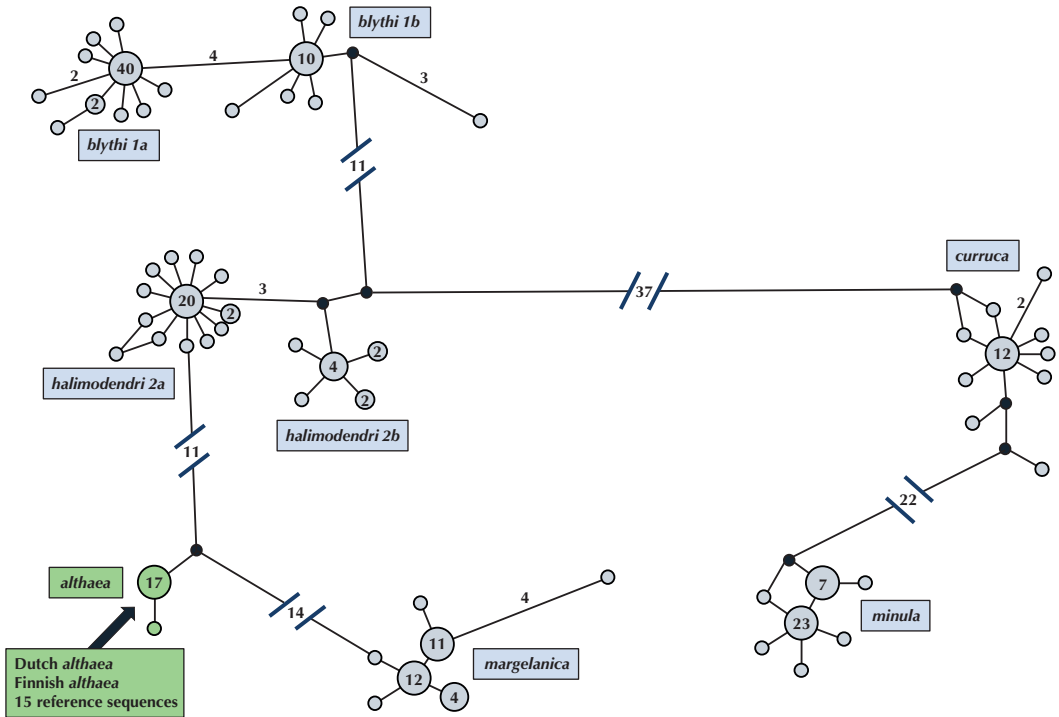 blythi 1b
4
10
40
2
3
2
blythi 1a
11
curruca
20
3
2
37
2
12
4
2
halimodendri 2a
2
halimodendri 2b
11
22
althaea
17
7
4
14
23
minula
11
margelanica
12
4
Dutch althaea
Finnish althaea
15 reference sequences